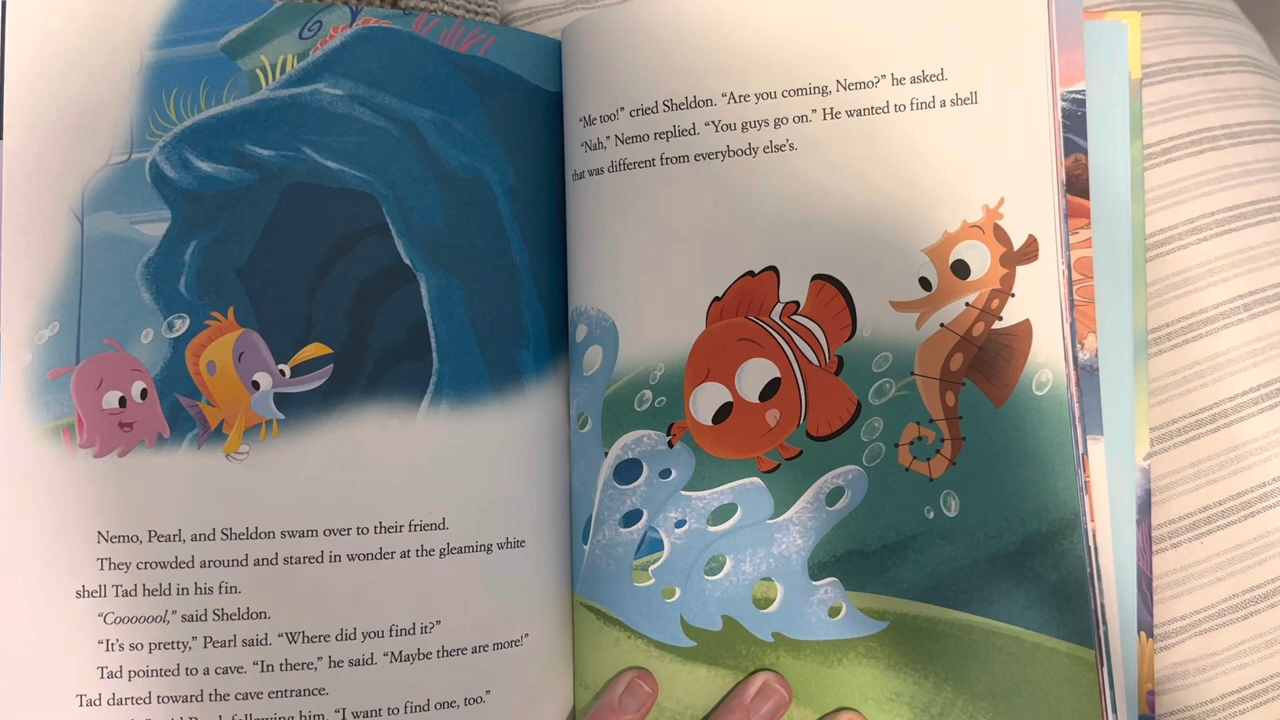 Nemo, Pearl, and Sheldon swam over to their friend.
They crowded around and stared in wonder at the gleaming white
shell Tad held in his fin.
“Cooooool,” said Sheldon.
“It’s so pretty,” Pearl said. “Where did you find it?”
Tad pointed to a cave. “In there,” he said. “Maybe there are more!”
Tad darted toward the cave entrance.
Pearl, following him. “I want to find one, too.”
“Me too!” cried Sheldon. “Are you coming, Nemo?” he asked.
“Nah,” Nemo replied. “You guys go on.” He wanted to find a shell
that was different from everybody else’s.